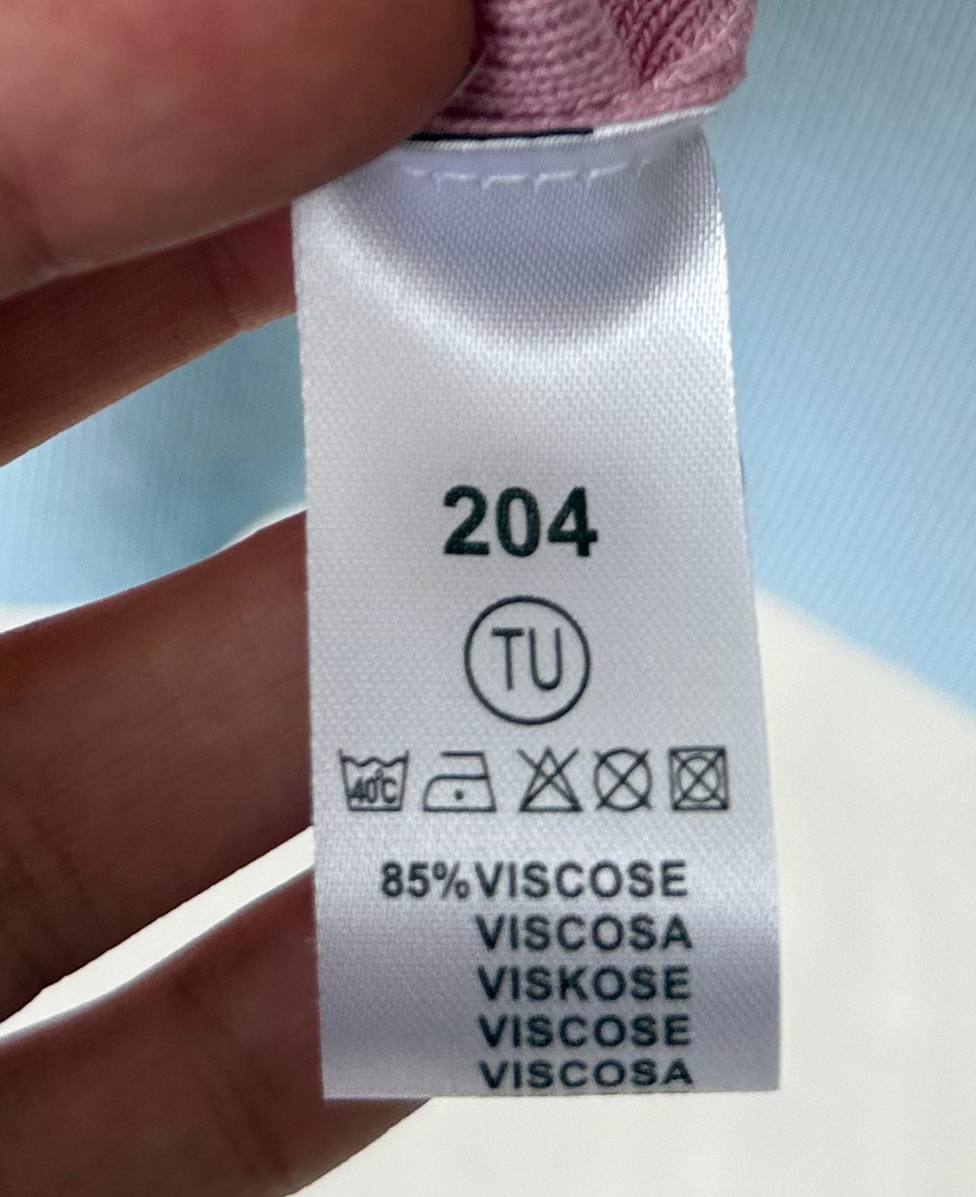 204
TU
40°C
85% VISCOSE
VISCOSA
VISKOSE
VISCOSE
VISCOSA